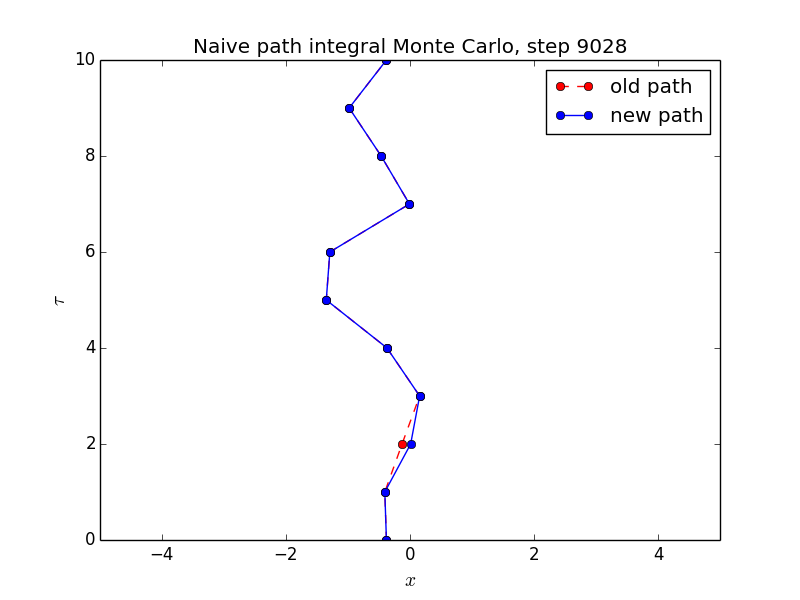 Naive path integral Monte Carlo, step 9028
old path
new path
10
8
6
4
2
0
τ
−4 −2 0 2 4
x